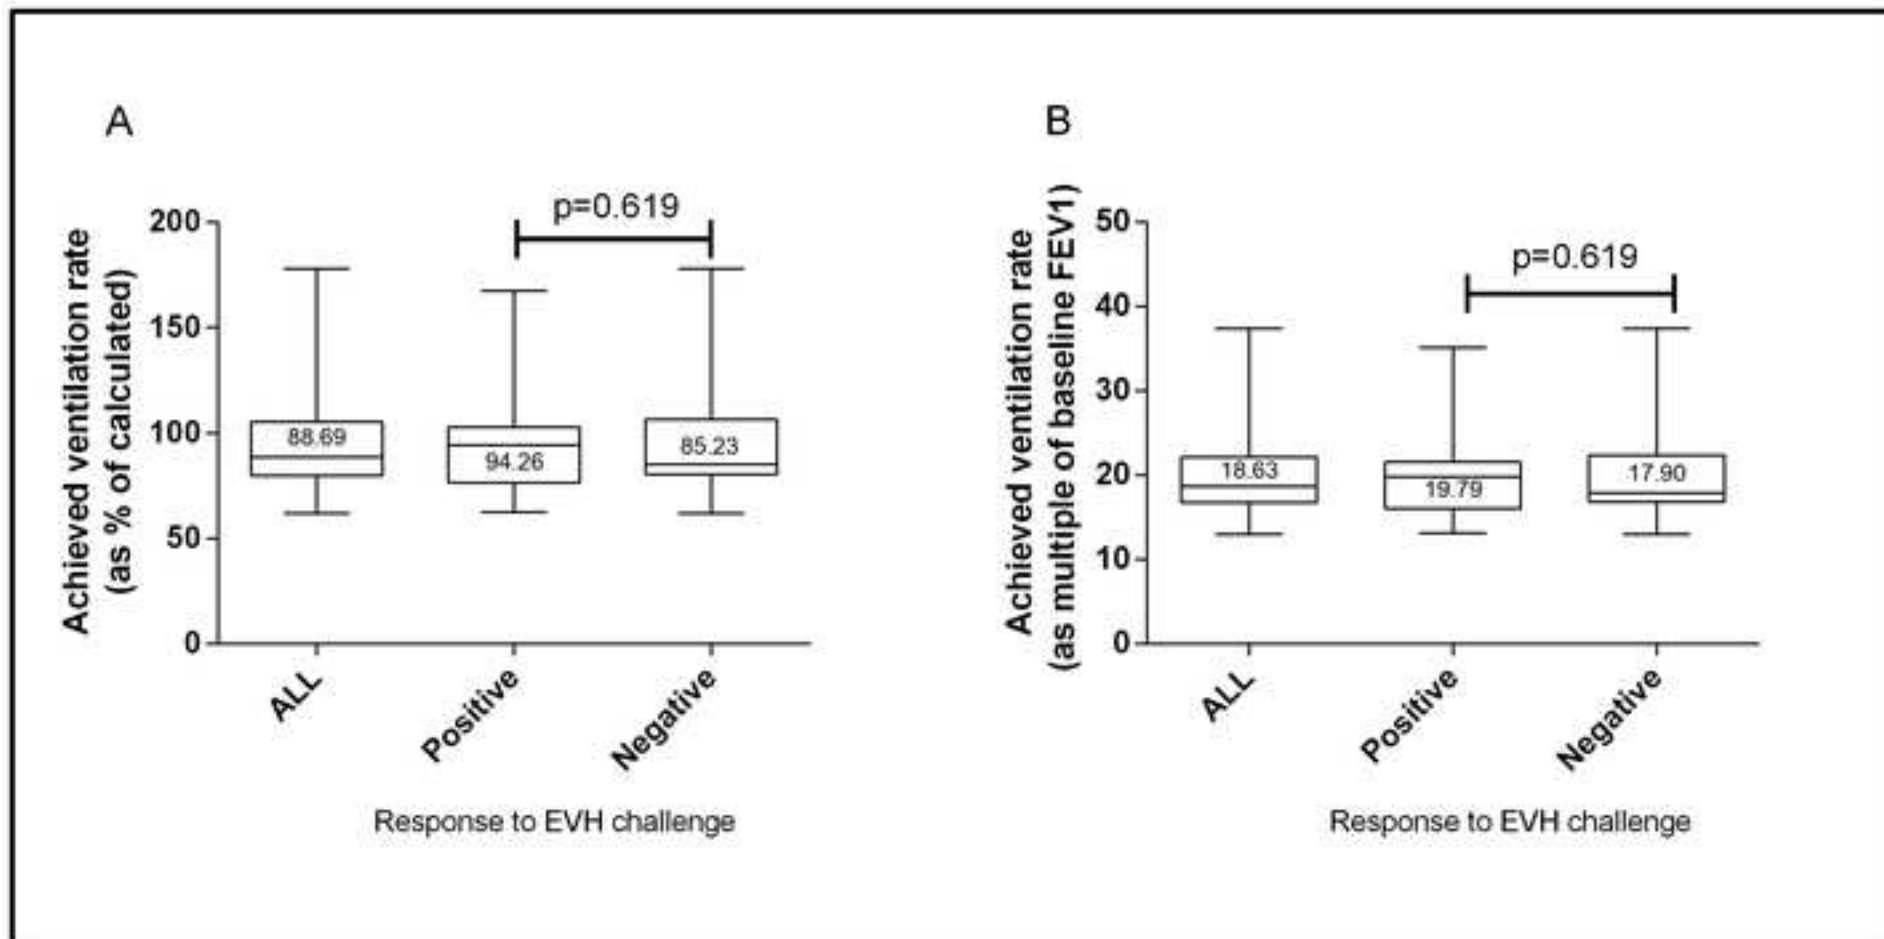 A
p=0.619
Achieved ventilation rate
(as % of calculated)
200
150
100
50
0
88.69
94.26
85.23
ALL
Positive
Negative
Response to EVH challenge
B
p=0.619
Achieved ventilation rate
(as multiple of baseline FEV1)
50
40
30
20
10
0
18.63
19.79
17.90
ALL
Positive
Negative
Response to EVH challenge